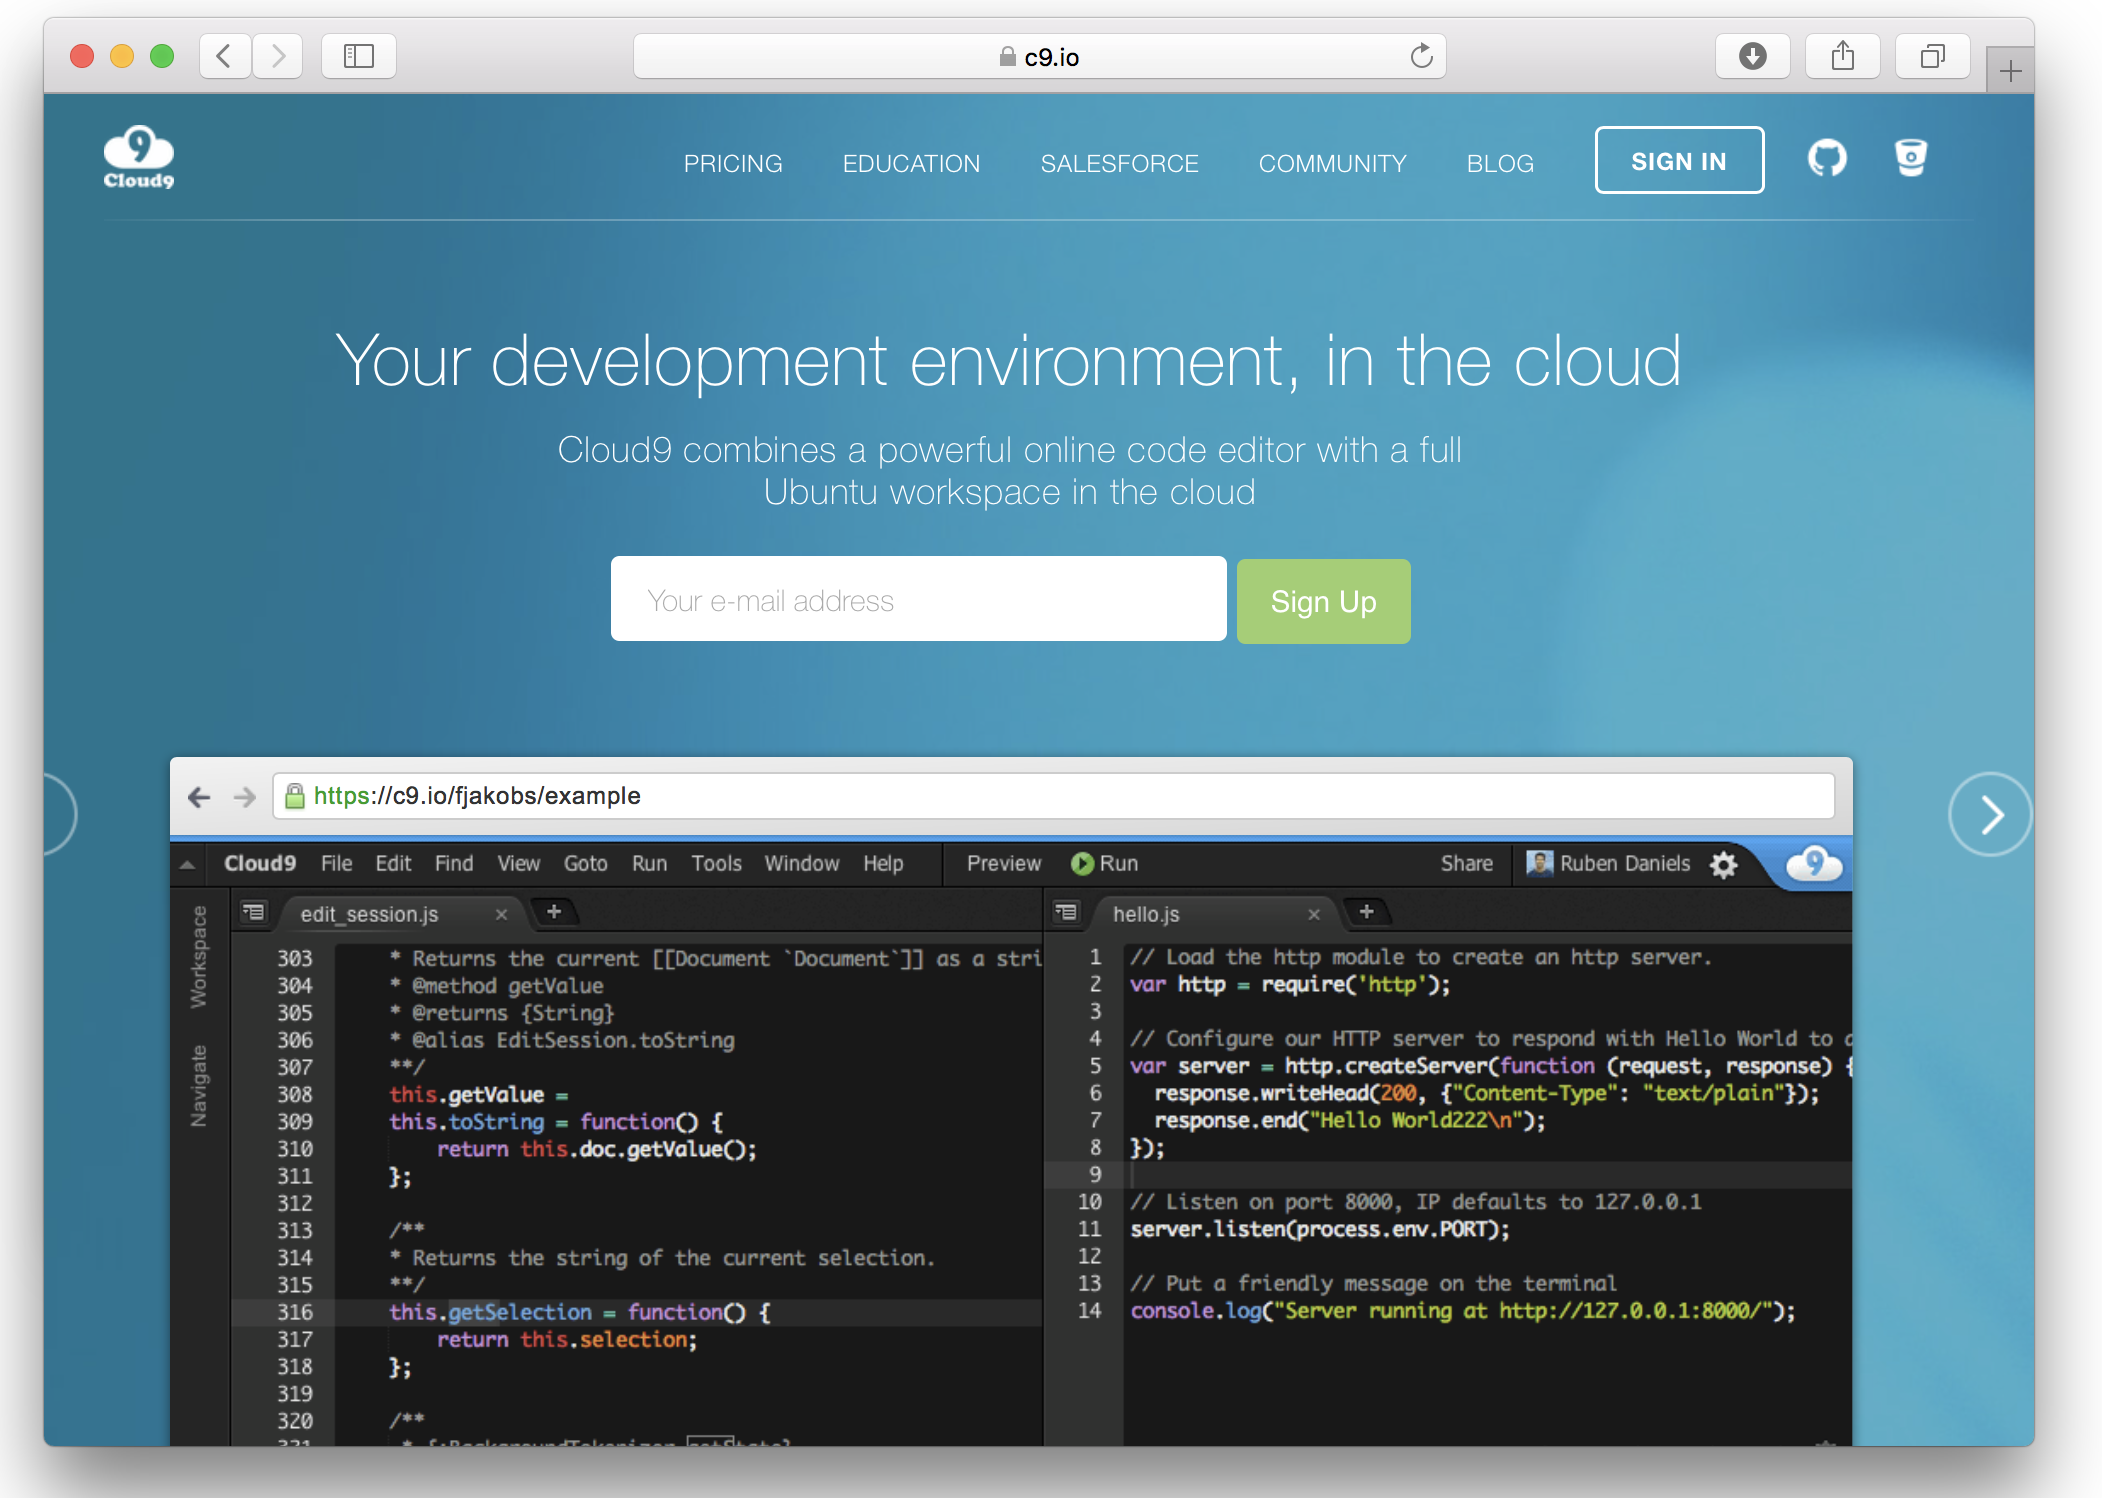 c9.io
9
Cloud9
PRICING EDUCATION SALESFORCE COMMUNITY BLOG SIGN IN
Your development environment, in the cloud
Cloud9 combines a powerful online code editor with a full
Ubuntu workspace in the cloud
Your e-mail address Sign Up
https://c9.io/fjakobs/example
Cloud9 File Edit Find View Goto Run Tools Window Help Preview Run Share Ruben Daniels 9
Workspace
Navigate
edit_session.js
303 * Returns the current [[Document `Document`]] as a stri
304 * @method getValue
305 * @returns {String}
306 * @alias EditSession.toString
307 **/
308 this.getValue =
309 this.toString = function() {
310 return this.doc.getValue();
311 };
312
313 /**
314 * Returns the string of the current selection.
315 **/
316 this.getSelection = function() {
317 return this.selection;
318 };
319
320 /**
321 * {:BackgroundTokenizer.getState}
hello.js
1 // Load the http module to create an http server.
2 var http = require('http');
3
4 // Configure our HTTP server to respond with Hello World to a
5 var server = http.createServer(function (request, response) {
6 response.writeHead(200, {"Content-Type": "text/plain"});
7 response.end("Hello World222\n");
8 });
9
10 // Listen on port 8000, IP defaults to 127.0.0.1
11 server.listen(process.env.PORT);
12
13 // Put a friendly message on the terminal
14 console.log("Server running at http://127.0.0.1:8000/");